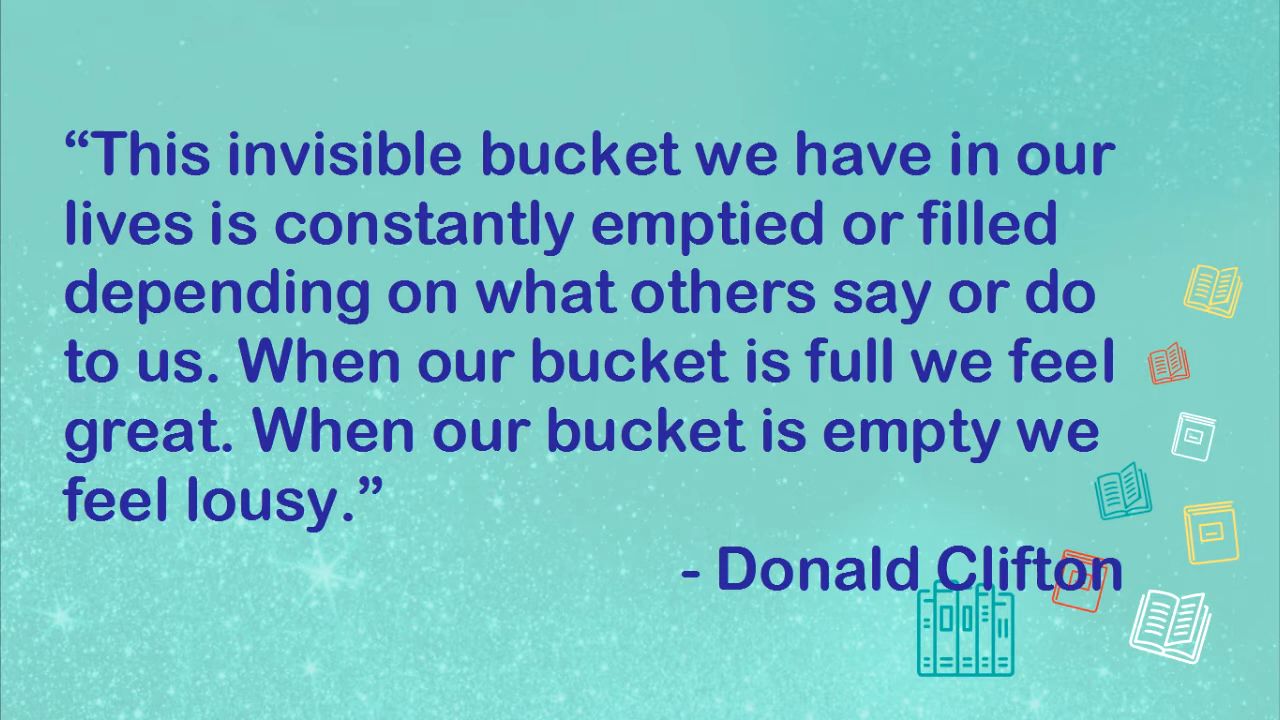 “This invisible bucket we have in our
lives is constantly emptied or filled
depending on what others say or do
to us. When our bucket is full we feel
great. When our bucket is empty we
feel lousy.”
- Donald Clifton